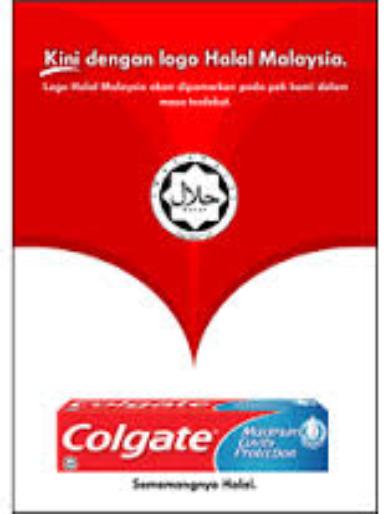 Kini dengan logo Halal Malaysia.
Logo Halal Malaysia akan dipamerkan pada pek kami dalam
masa terdekat.
حلال
Colgate
Maximum
Cavity
Protection
Sememangnya Halal.